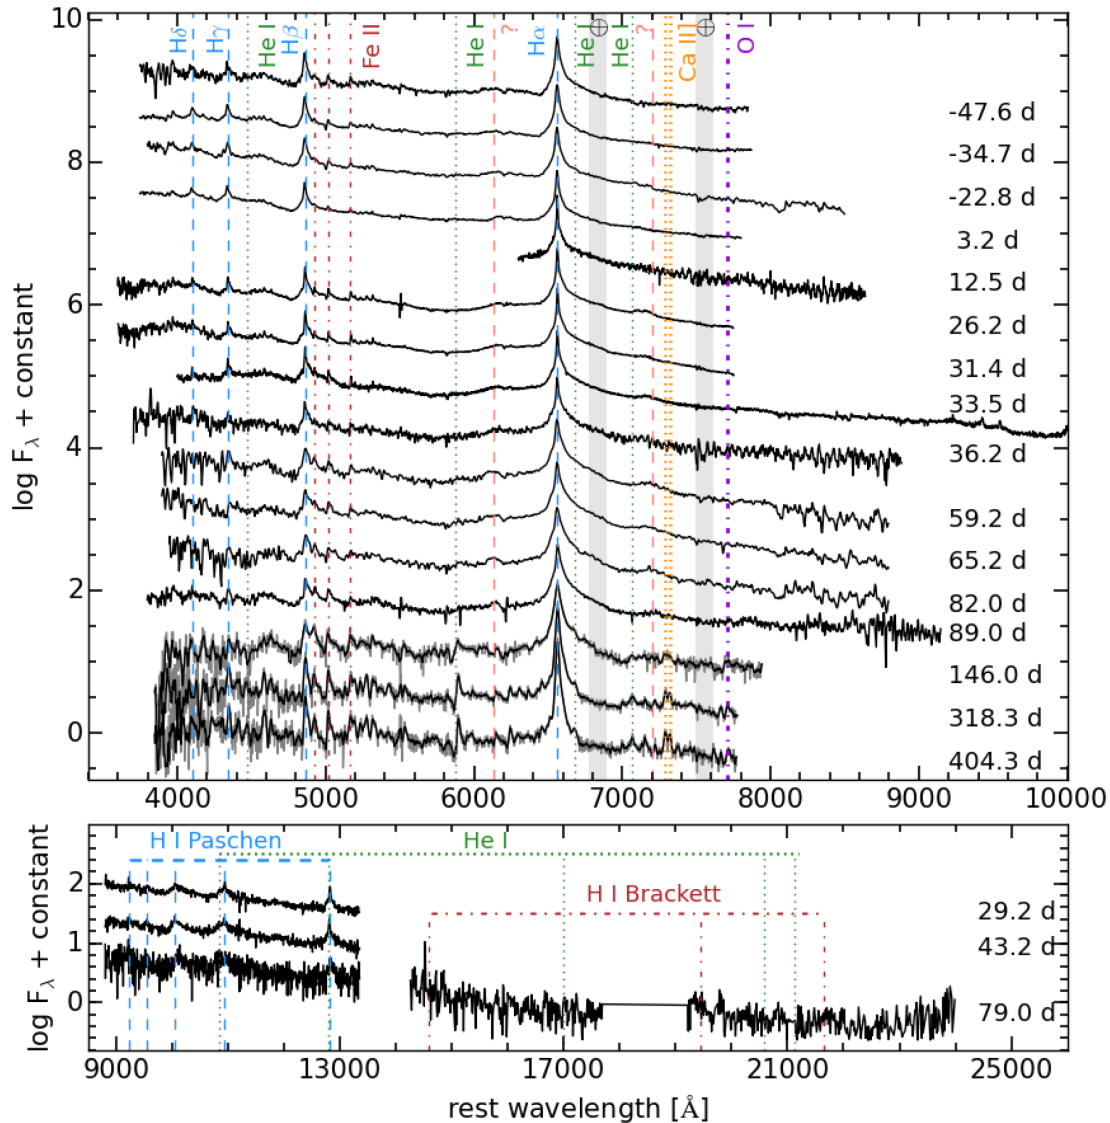 Hδ Hγ He I Hβ Fe II He I ? Hα He I ⊕ He I ? Ca II] ⊕ O I
10
8
6
4
2
0
log F_λ + constant
-47.6 d
-34.7 d
-22.8 d
3.2 d
12.5 d
26.2 d
31.4 d
33.5 d
36.2 d
59.2 d
65.2 d
82.0 d
89.0 d
146.0 d
318.3 d
404.3 d
4000 5000 6000 7000 8000 9000 10000
H I Paschen He I
H I Brackett
2
1
0
log F_λ + constant
29.2 d
43.2 d
79.0 d
9000 13000 17000 21000 25000
rest wavelength [Å]